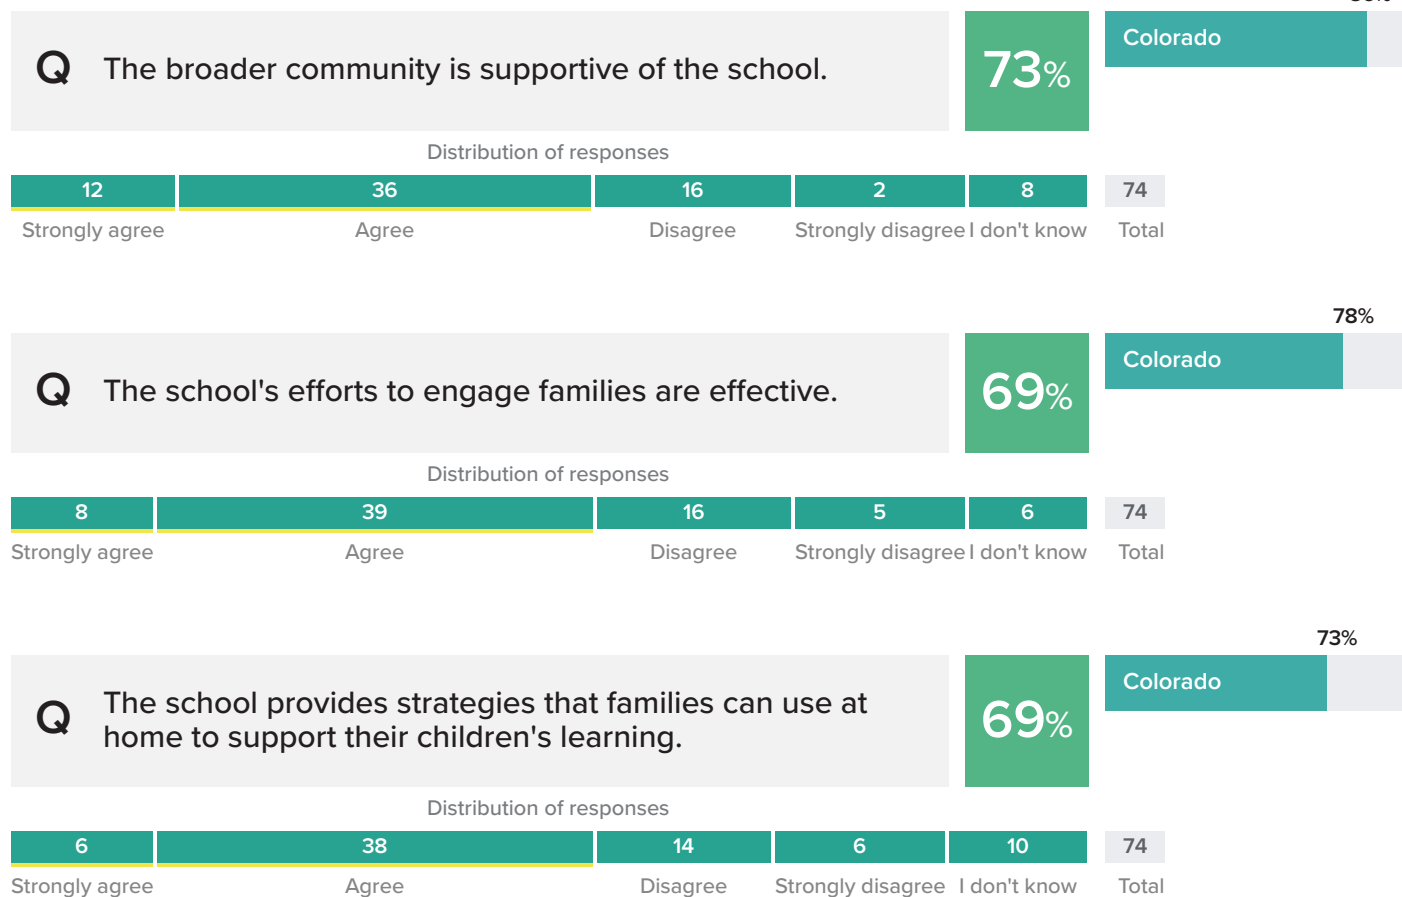 Q The broader community is supportive of the school. 73% Colorado
Distribution of responses
12 36 16 2 8 74
Strongly agree Agree Disagree Strongly disagree I don't know Total
78%
Q The school's efforts to engage families are effective. 69% Colorado
Distribution of responses
8 39 16 5 6 74
Strongly agree Agree Disagree Strongly disagree I don't know Total
73%
Colorado
Q The school provides strategies that families can use at
home to support their children's learning.
69%
Distribution of responses
6 38 14 6 10 74
Strongly agree Agree Disagree Strongly disagree I don't know Total